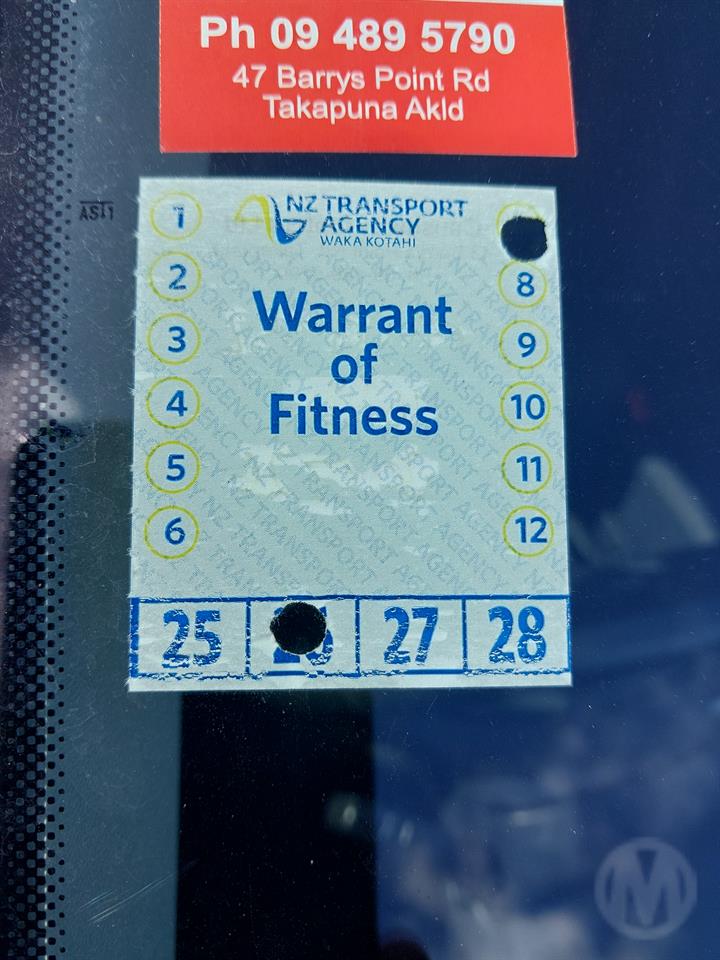 Ph 09 489 5790
47 Barrys Point Rd
Takapuna Akld
AS11
NZ TRANSPORT
AGENCY
WAKA KOTAHI
1
2
3
4
5
6
8
9
10
11
12
Warrant
of
Fitness
25 27 28
M